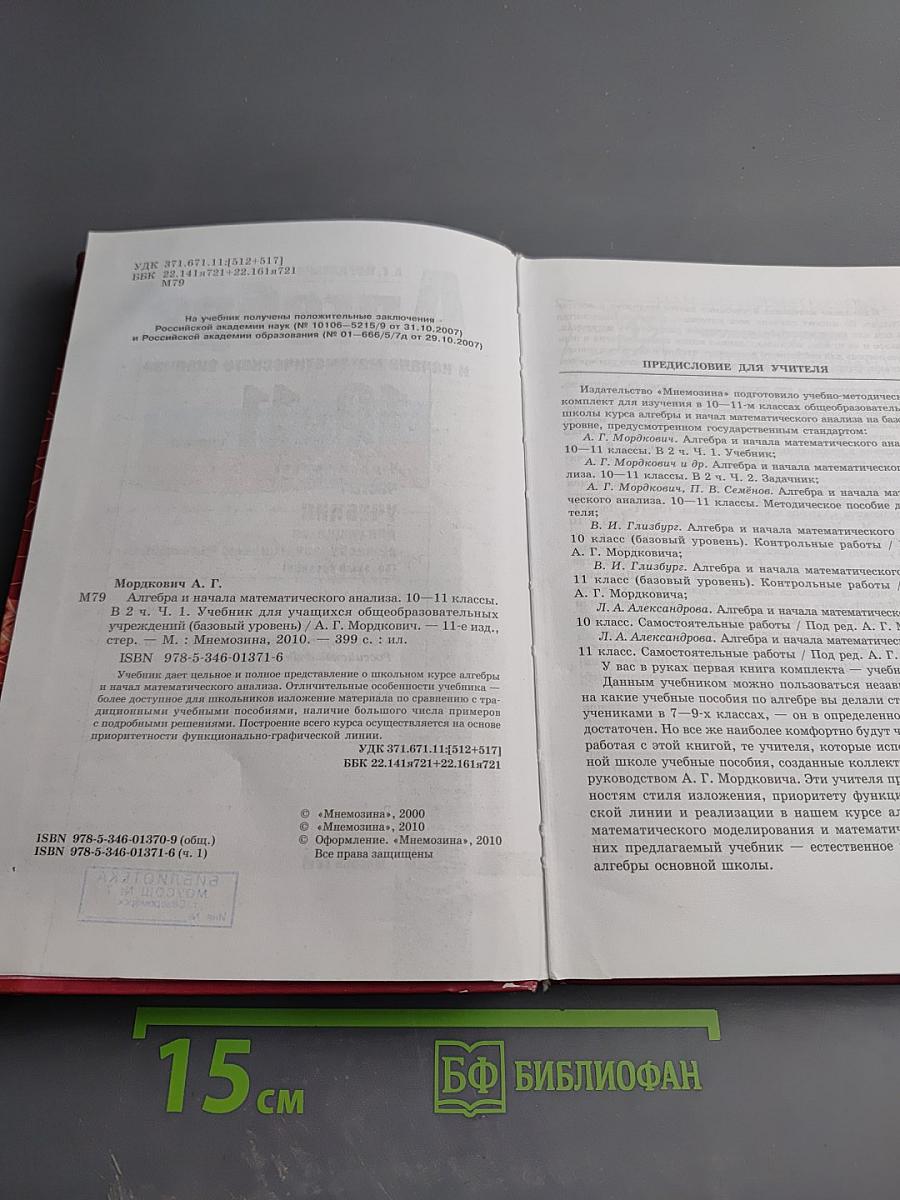 УДК 371.671.11:[512+517]
ББК 22.141я721+22.161я721
М79
На учебник получены положительные заключения
Российской академии наук (№ 10106—5215/9 от 31.10.2007)
и Российской академии образования (№ 01—666/5/7д от 29.10.2007)
Мордкович А. Г.
М79 Алгебра и начала математического анализа. 10—11 классы.
В 2 ч. Ч. 1. Учебник для учащихся общеобразовательных
учреждений (базовый уровень) / А. Г. Мордкович. — 11-е изд.,
стер. — М. : Мнемозина, 2010. — 399 с. : ил.
ISBN 978-5-346-01371-6
Учебник дает цельное и полное представление о школьном курсе алгебры
и начал математического анализа. Отличительные особенности учебника —
более доступное для школьников изложение материала по сравнению с тра-
диционными учебными пособиями, наличие большого числа примеров
с подробными решениями. Построение всего курса осуществляется на основе
приоритетности функционально-графической линии.
УДК 371.671.11:[512+517]
ББК 22.141я721+22.161я721
ISBN 978-5-346-01370-9 (общ.)
ISBN 978-5-346-01371-6 (ч. 1)
© «Мнемозина», 2000
© «Мнемозина», 2010
© Оформление. «Мнемозина», 2010
Все права защищены
БИБЛИОТЕКА
МОУСОШ № 7
г. Североморск
Инв. №
ПРЕДИСЛОВИЕ ДЛЯ УЧИТЕЛЯ
Издательство «Мнемозина» подготовило учебно-методическ
комплект для изучения в 10—11-м классах общеобразователь
школы курса алгебры и начал математического анализа на базо
уровне, предусмотренном государственным стандартом:
А. Г. Мордкович. Алгебра и начала математического ана
10—11 классы. В 2 ч. Ч. 1. Учебник;
А. Г. Мордкович и др. Алгебра и начала математическог
лиза. 10—11 классы. В 2 ч. Ч. 2. Задачник;
А. Г. Мордкович, П. В. Семёнов. Алгебра и начала мат
ческого анализа. 10—11 классы. Методическое пособие д
теля;
В. И. Глизбург. Алгебра и начала математического
10 класс (базовый уровень). Контрольные работы /
А. Г. Мордковича;
В. И. Глизбург. Алгебра и начала математического
11 класс (базовый уровень). Контрольные работы /
А. Г. Мордковича;
Л. А. Александрова. Алгебра и начала математическо
10 класс. Самостоятельные работы / Под ред. А. Г. М
Л. А. Александрова. Алгебра и начала математичес
11 класс. Самостоятельные работы / Под ред. А. Г.
У вас в руках первая книга комплекта — учебн
Данным учебником можно пользоваться незави
на какие учебные пособия по алгебре вы делали ст
учениками в 7—9-х классах, — он в определенно
достаточен. Но все же наиболее комфортно будут ч
работая с этой книгой, те учителя, которые испо
ной школе учебные пособия, созданные коллект
руководством А. Г. Мордковича. Эти учителя пр
ностям стиля изложения, приоритету функци
ской линии и реализации в нашем курсе ал
математического моделирования и математич
них предлагаемый учебник — естественное
алгебры основной школы.
15 см
БФ БИБЛИОФАН